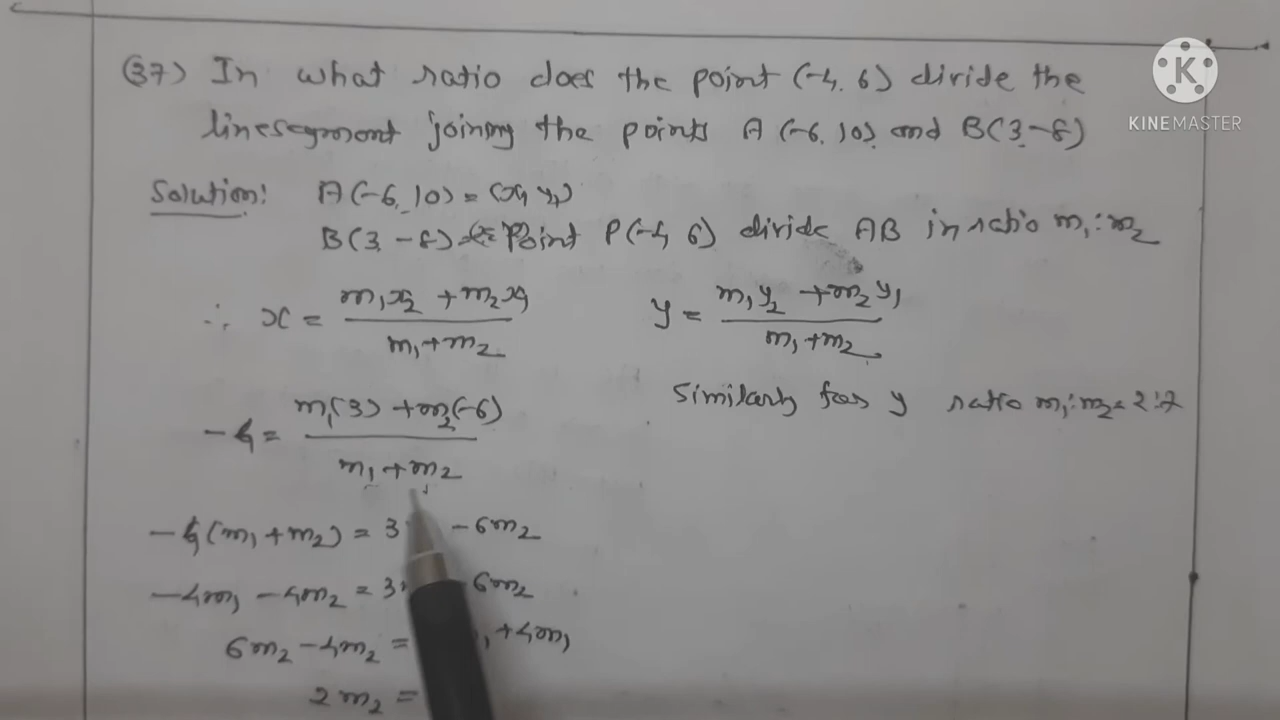 (37) In what ratio does the point (-4, 6) divide the
linesegment joining the points A (-6, 10) and B(3, -8)
K
KINEMASTER
Solution: A(-6, 10) = (x1, y1)
B(3, -8) = Point P(-4, 6) divide AB in ratio m1:m2
∴ x = m1x2 + m2x1 / m1+m2 y = m1y2 + m2y1 / m1+m2
-4 = m1(3) + m2(-6) / m1+m2 Similarly for y ratio m1:m2 = 2:7
-4(m1+m2) = 3 -6m2
-4m1 -4m2 = 3 6m2
6m2 -4m2 = +4m1
2m2 =